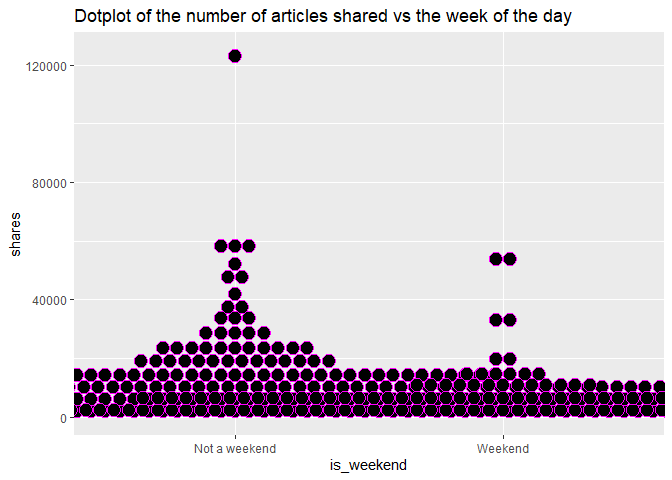 Dotplot of the number of articles shared vs the week of the day
120000
80000
40000
0
shares
Not a weekend
Weekend
is_weekend